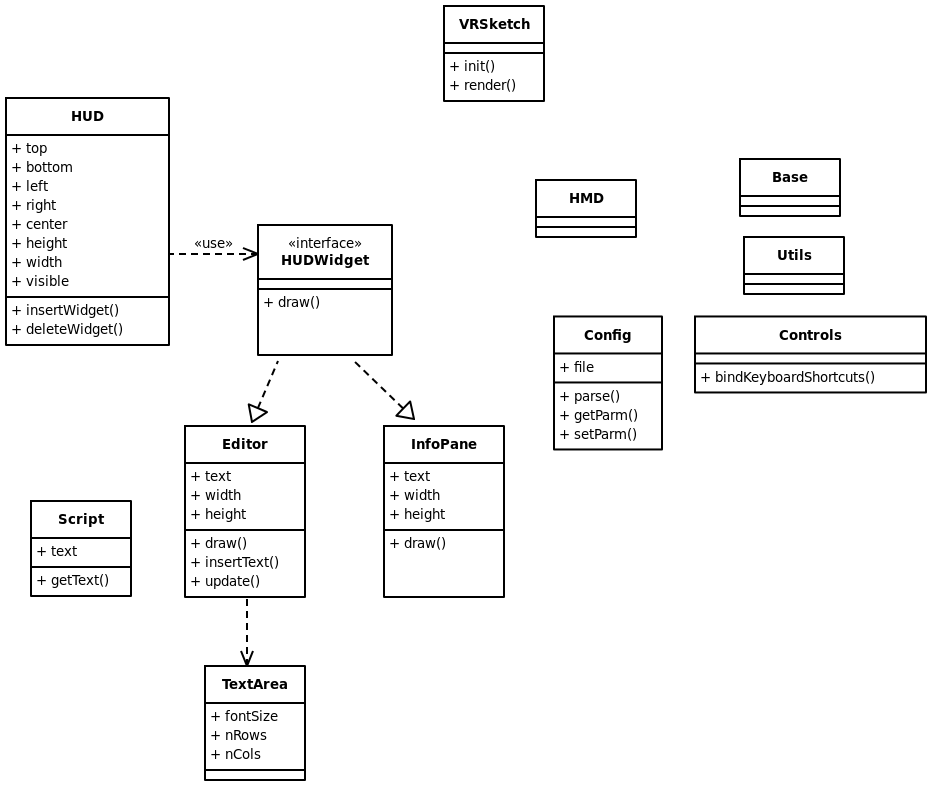 VRSketch
+ init()
+ render()
HUD
+ top
+ bottom
+ left
+ right
+ center
+ height
+ width
+ visible
+ insertWidget()
+ deleteWidget()
«use»
«interface»
HUDWidget
+ draw()
HMD
Base
Utils
Config
+ file
+ parse()
+ getParm()
+ setParm()
Controls
+ bindKeyboardShortcuts()
Editor
+ text
+ width
+ height
+ draw()
+ insertText()
+ update()
InfoPane
+ text
+ width
+ height
+ draw()
Script
+ text
+ getText()
TextArea
+ fontSize
+ nRows
+ nCols